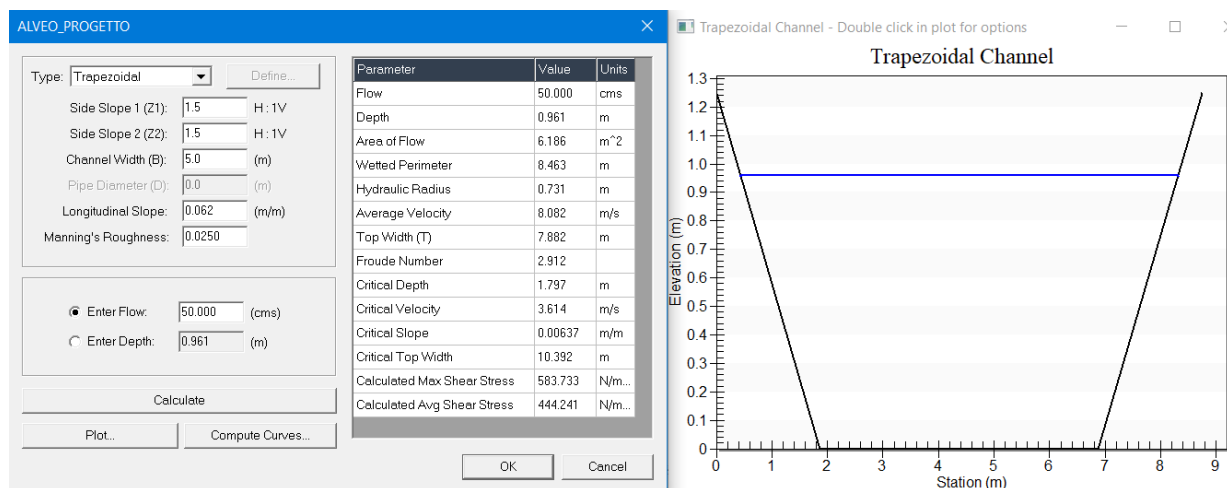 ALVEO_PROGETTO
Type: Trapezoidal Define...
Side Slope 1 (Z1): 1.5 H : 1V
Side Slope 2 (Z2): 1.5 H : 1V
Channel Width (B): 5.0 (m)
Pipe Diameter (D): 0.0 (m)
Longitudinal Slope: 0.062 (m/m)
Manning's Roughness: 0.0250
Enter Flow: 50.000 (cms)
Enter Depth: 0.961 (m)
Calculate
Plot... Compute Curves...
Parameter Value Units
Flow 50.000 cms
Depth 0.961 m
Area of Flow 6.186 m^2
Wetted Perimeter 8.463 m
Hydraulic Radius 0.731 m
Average Velocity 8.082 m/s
Top Width (T) 7.882 m
Froude Number 2.912
Critical Depth 1.797 m
Critical Velocity 3.614 m/s
Critical Slope 0.00637 m/m
Critical Top Width 10.392 m
Calculated Max Shear Stress 583.733 N/m...
Calculated Avg Shear Stress 444.241 N/m...
OK Cancel
Trapezoidal Channel - Double click in plot for options
Trapezoidal Channel
1.3
1.2
1.1
1.0
0.9
0.8
0.7
0.6
0.5
0.4
0.3
0.2
0.1
0
Elevation (m)
0 1 2 3 4 5 6 7 8 9
Station (m)